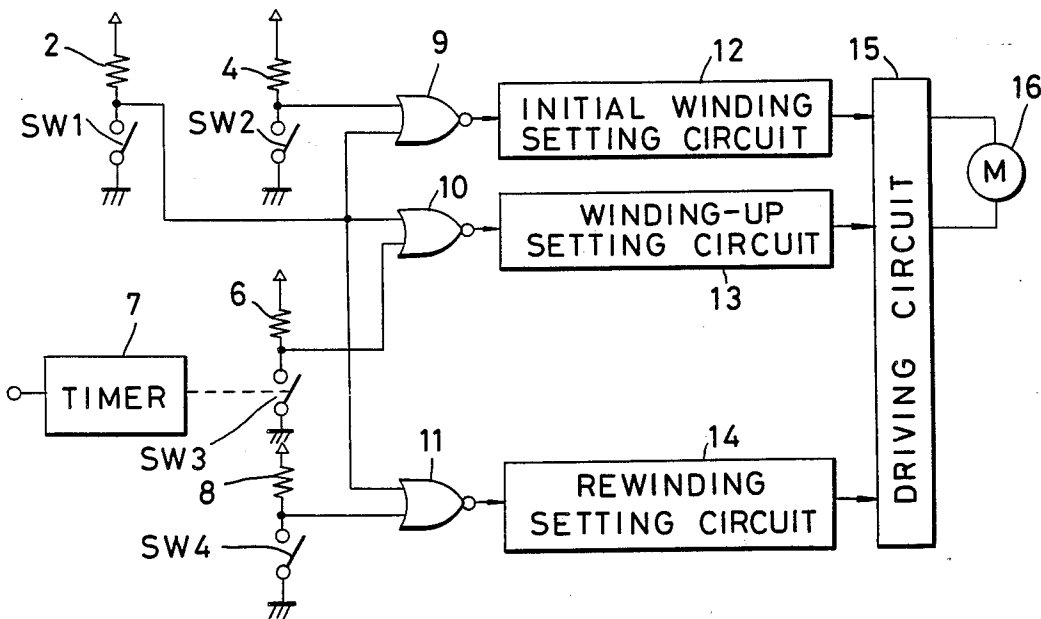 2
4
9
12
15
16
SW1
SW2
INITIAL WINDING
SETTING CIRCUIT
M
10
WINDING-UP
SETTING CIRCUIT
13
6
7
TIMER
SW3
8
11
14
REWINDING
SETTING CIRCUIT
SW4
DRIVING CIRCUIT